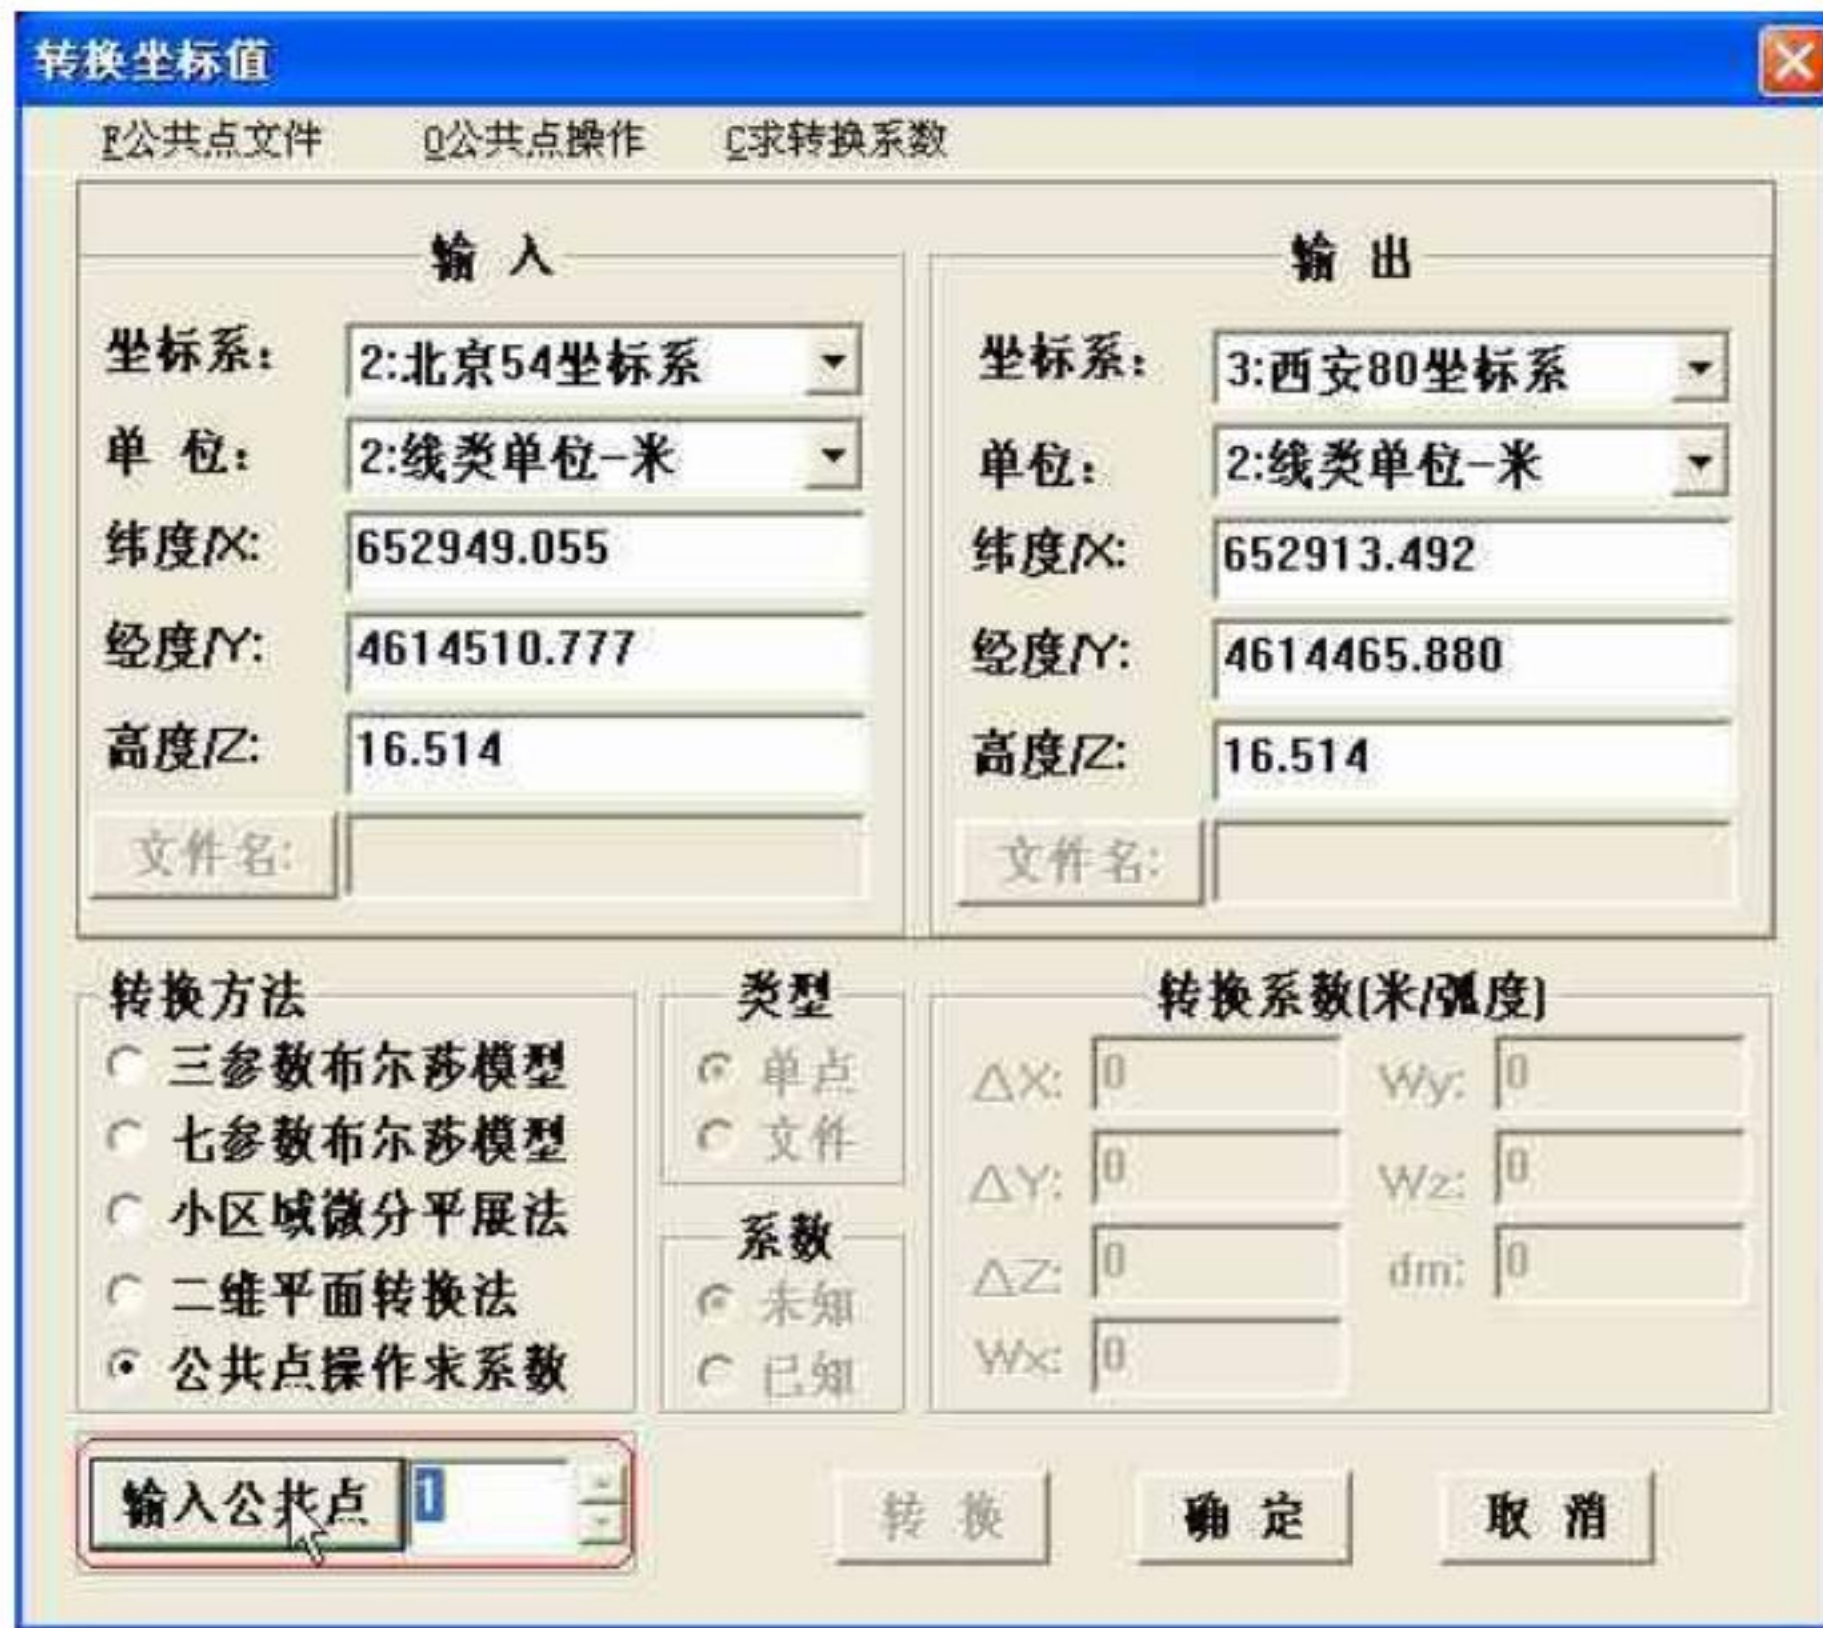 转换坐标值
F公共点文件 O公共点操作 C求转换系数
输 入
坐标系: 2:北京54坐标系
单 位: 2:线类单位-米
纬度/X: 652949.055
经度/Y: 4614510.777
高度/Z: 16.514
文件名:
输 出
坐标系: 3:西安80坐标系
单位: 2:线类单位-米
纬度/X: 652913.492
经度/Y: 4614465.880
高度/Z: 16.514
文件名:
转换方法
三参数布尔莎模型
七参数布尔莎模型
小区域微分平展法
二维平面转换法
公共点操作求系数
类型
单点
文件
系数
未知
已知
转换系数(米/弧度)
ΔX: 0 Wy: 0
ΔY: 0 Wz: 0
ΔZ: 0 dm: 0
Wx: 0
输入公共点 1
转 换 确 定 取 消